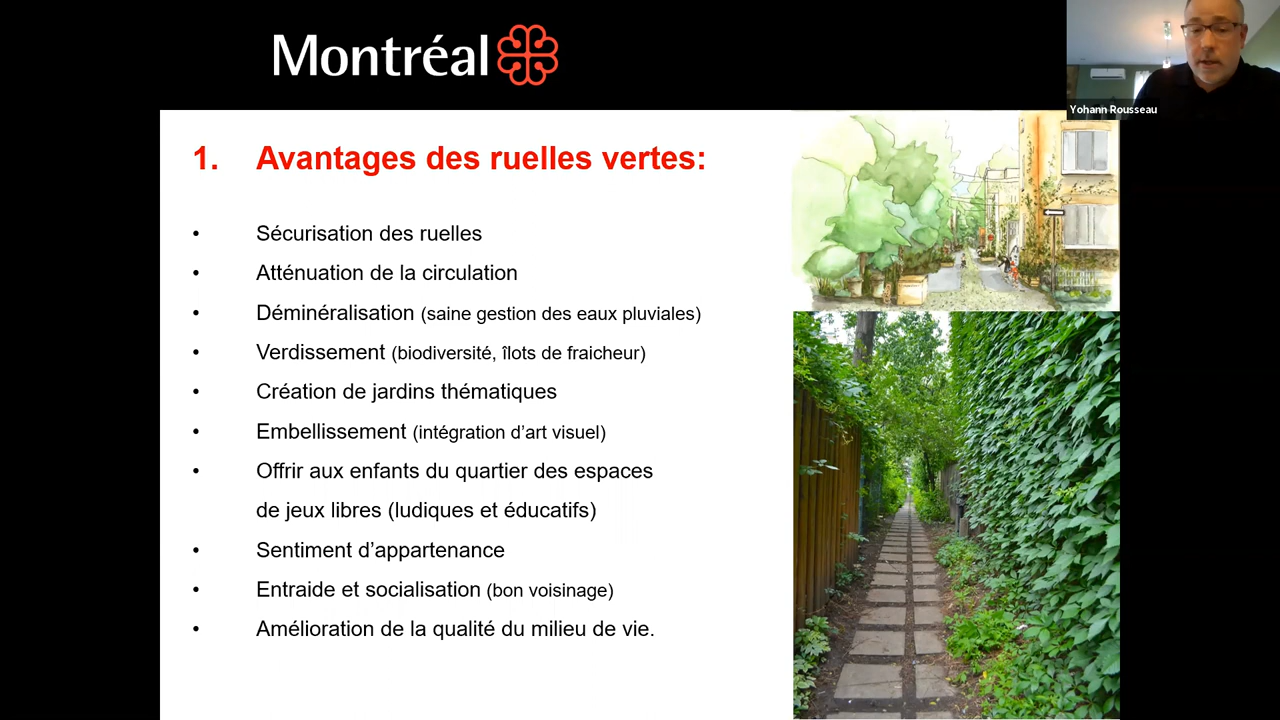 Montréal
Yohann Rousseau
1. Avantages des ruelles vertes:
• Sécurisation des ruelles
• Atténuation de la circulation
• Déminéralisation (saine gestion des eaux pluviales)
• Verdissement (biodiversité, îlots de fraicheur)
• Création de jardins thématiques
• Embellissement (intégration d’art visuel)
• Offrir aux enfants du quartier des espaces
de jeux libres (ludiques et éducatifs)
• Sentiment d’appartenance
• Entraide et socialisation (bon voisinage)
• Amélioration de la qualité du milieu de vie.